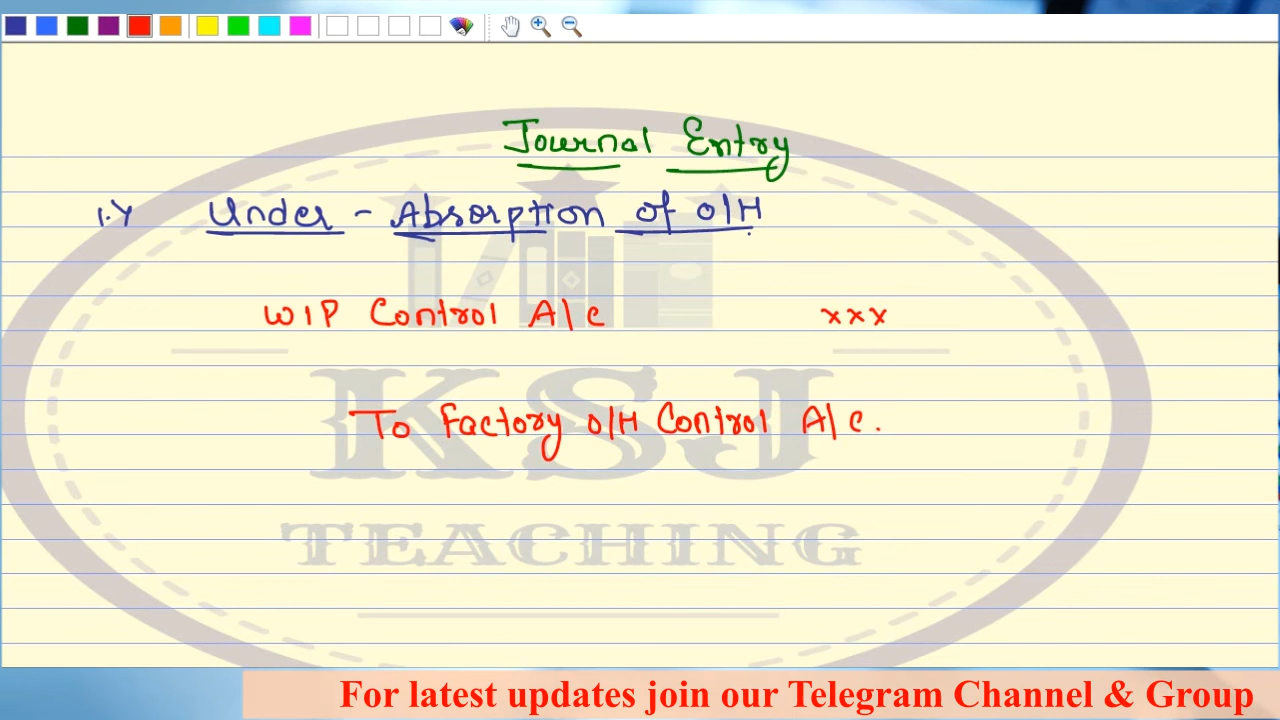 Journal Entry
1.Y Under - Absorption of O/H
WIP Control A/c xxx
To Factory O/H Control A/c.
KSJ
TEACHING
For latest updates join our Telegram Channel & Group